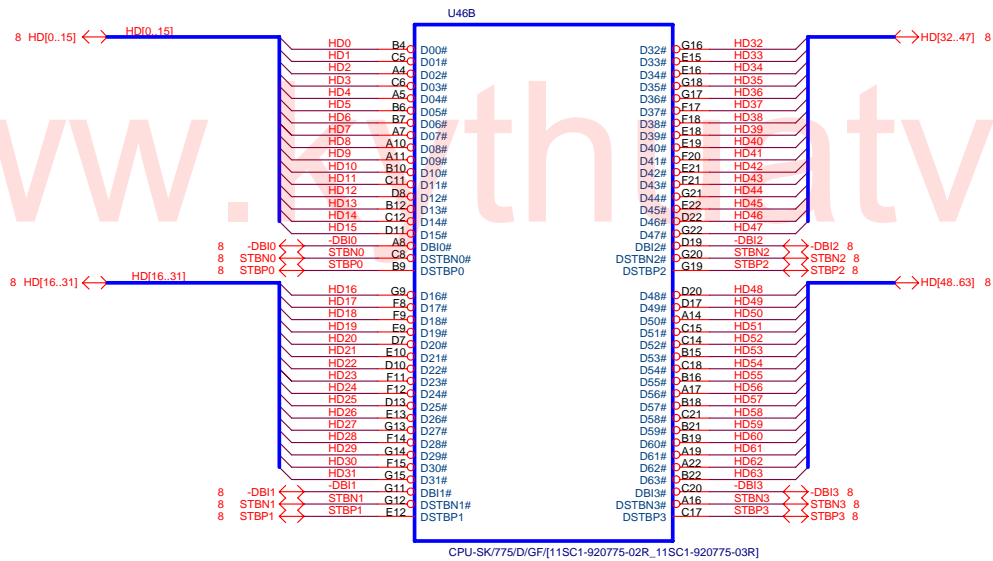 U46B
8 HD[0..15] HD[0..15] HD[32..47] 8
HD0 B4 D00# D32# G16 HD32
HD1 C5 D01# D33# E15 HD33
HD2 A4 D02# D34# E16 HD34
HD3 C6 D03# D35# G18 HD35
HD4 A5 D04# D36# G17 HD36
HD5 B6 D05# D37# F17 HD37
HD6 B7 D06# D38# F18 HD38
HD7 A7 D07# D39# E18 HD39
HD8 A10 D08# D40# E19 HD40
HD9 A11 D09# D41# F20 HD41
HD10 B10 D10# D42# E21 HD42
HD11 C11 D11# D43# F21 HD43
HD12 D8 D12# D44# G21 HD44
HD13 B12 D13# D45# E22 HD45
HD14 C12 D14# D46# D22 HD46
HD15 D11 D15# D47# G22 HD47
8 -DBI0 -DBI0 A8 DBI0# DBI2# D19 -DBI2 -DBI2 8
8 STBN0 STBN0 C8 DSTBN0# DSTBN2# G20 STBN2 STBN2 8
8 STBP0 STBP0 B9 DSTBP0 DSTBP2 G19 STBP2 STBP2 8
8 HD[16..31] HD[16..31] HD[48..63] 8
HD16 G9 D16# D48# D20 HD48
HD17 F8 D17# D49# D17 HD49
HD18 F9 D18# D50# A14 HD50
HD19 E9 D19# D51# C15 HD51
HD20 D7 D20# D52# C14 HD52
HD21 E10 D21# D53# B15 HD53
HD22 D10 D22# D54# C18 HD54
HD23 F11 D23# D55# B16 HD55
HD24 F12 D24# D56# A17 HD56
HD25 D13 D25# D57# B18 HD57
HD26 E13 D26# D58# C21 HD58
HD27 G13 D27# D59# B21 HD59
HD28 F14 D28# D60# B19 HD60
HD29 G14 D29# D61# A19 HD61
HD30 F15 D30# D62# A22 HD62
HD31 G15 D31# D63# B22 HD63
8 -DBI1 -DBI1 G11 DBI1# DBI3# C20 -DBI3 -DBI3 8
8 STBN1 STBN1 G12 DSTBN1# DSTBN3# A16 STBN3 STBN3 8
8 STBP1 STBP1 E12 DSTBP1 DSTBP3 C17 STBP3 STBP3 8
CPU-SK/775/D/GF/[11SC1-920775-02R_11SC1-920775-03R]
ww.kythuatv